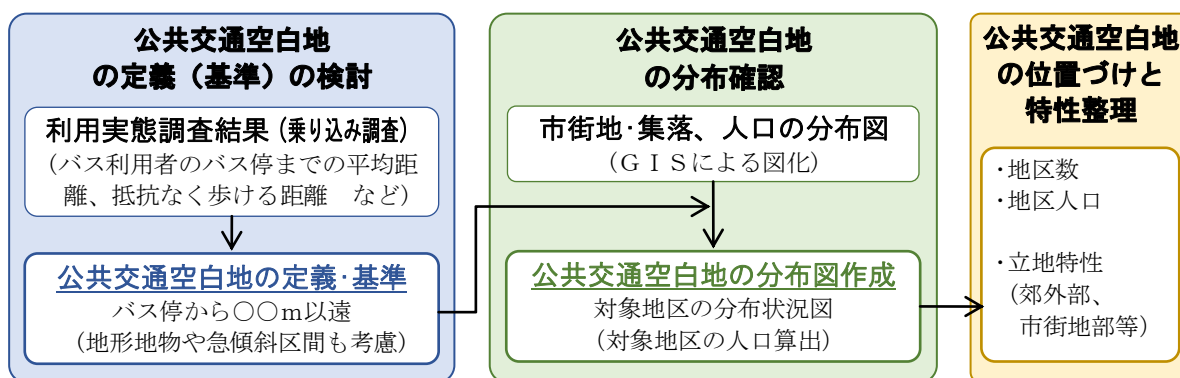 公共交通空白地
の定義（基準）の検討
利用実態調査結果（乗り込み調査）
（バス利用者のバス停までの平均距
離、抵抗なく歩ける距離　など）
公共交通空白地の定義・基準
バス停から〇〇ｍ以遠
（地形地物や急傾斜区間も考慮）
公共交通空白地
の分布確認
市街地・集落、人口の分布図
（ＧＩＳによる図化）
公共交通空白地の分布図作成
対象地区の分布状況図
（対象地区の人口算出）
公共交通空白地
の位置づけと
特性整理
・地区数
・地区人口
・立地特性
（郊外部、
市街地部等）